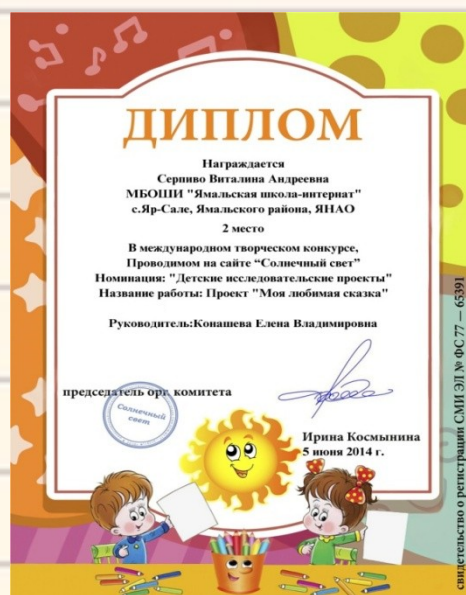 ДИПЛОМ
Награждается
Серпиво Виталина Андреевна
МБОШИ "Ямальская школа-интернат"
с.Яр-Сале, Ямальского района, ЯНАО
2 место
В международном творческом конкурсе,
Проводимом на сайте “Солнечный свет”
Номинация: "Детские исследовательские проекты"
Название работы: Проект "Моя любимая сказка"
Руководитель:Конашева Елена Владимировна
председатель орг. комитета
Солнечный
свет
Ирина Космынина
5 июня 2014 г.
свидетельство о регистрации СМИ ЭЛ № ФС 77 — 65391